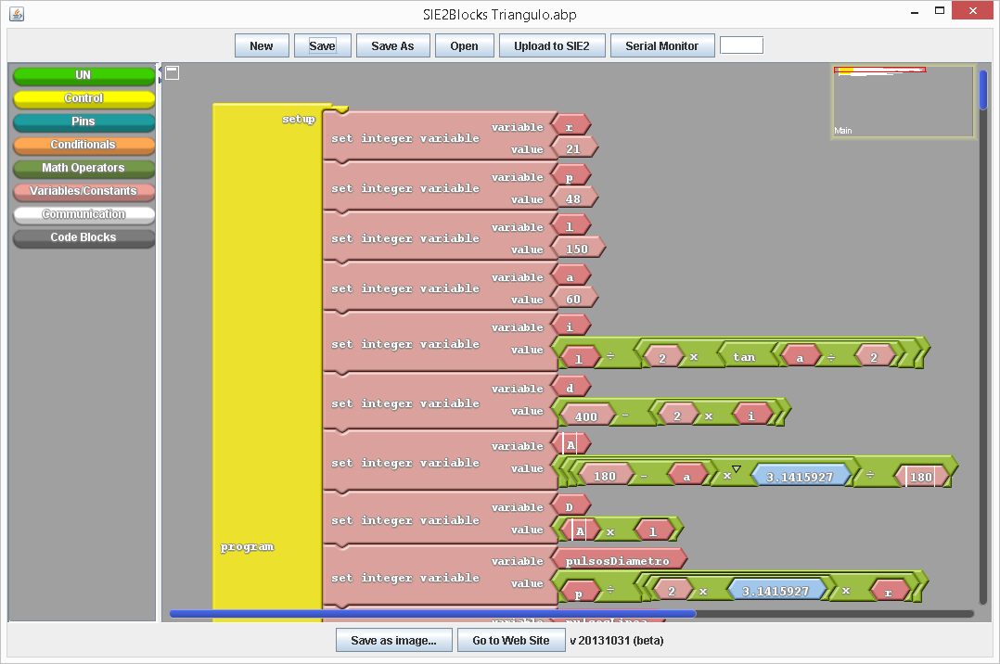 SIE2Blocks Triangulo.abp
New Save Save As Open Upload to SIE2 Serial Monitor
UN
Control
Pins
Conditionals
Math Operators
Variables/Constants
Communication
Code Blocks
Main
setup
set integer variable variable r
value 21
set integer variable variable p
value 48
set integer variable variable l
value 150
set integer variable variable a
value 60
set integer variable variable i
value l ÷ 2 x tan a ÷ 2
set integer variable variable d
value 400 - 2 x i
set integer variable variable A
value 180 - a x 3.1415927 ÷ 180
set integer variable variable D
value A x l
program
set integer variable variable pulsosDiametro
value p ÷ 2 x 3.1415927 x r
variable pulsosLinea
Save as image... Go to Web Site v 20131031 (beta)